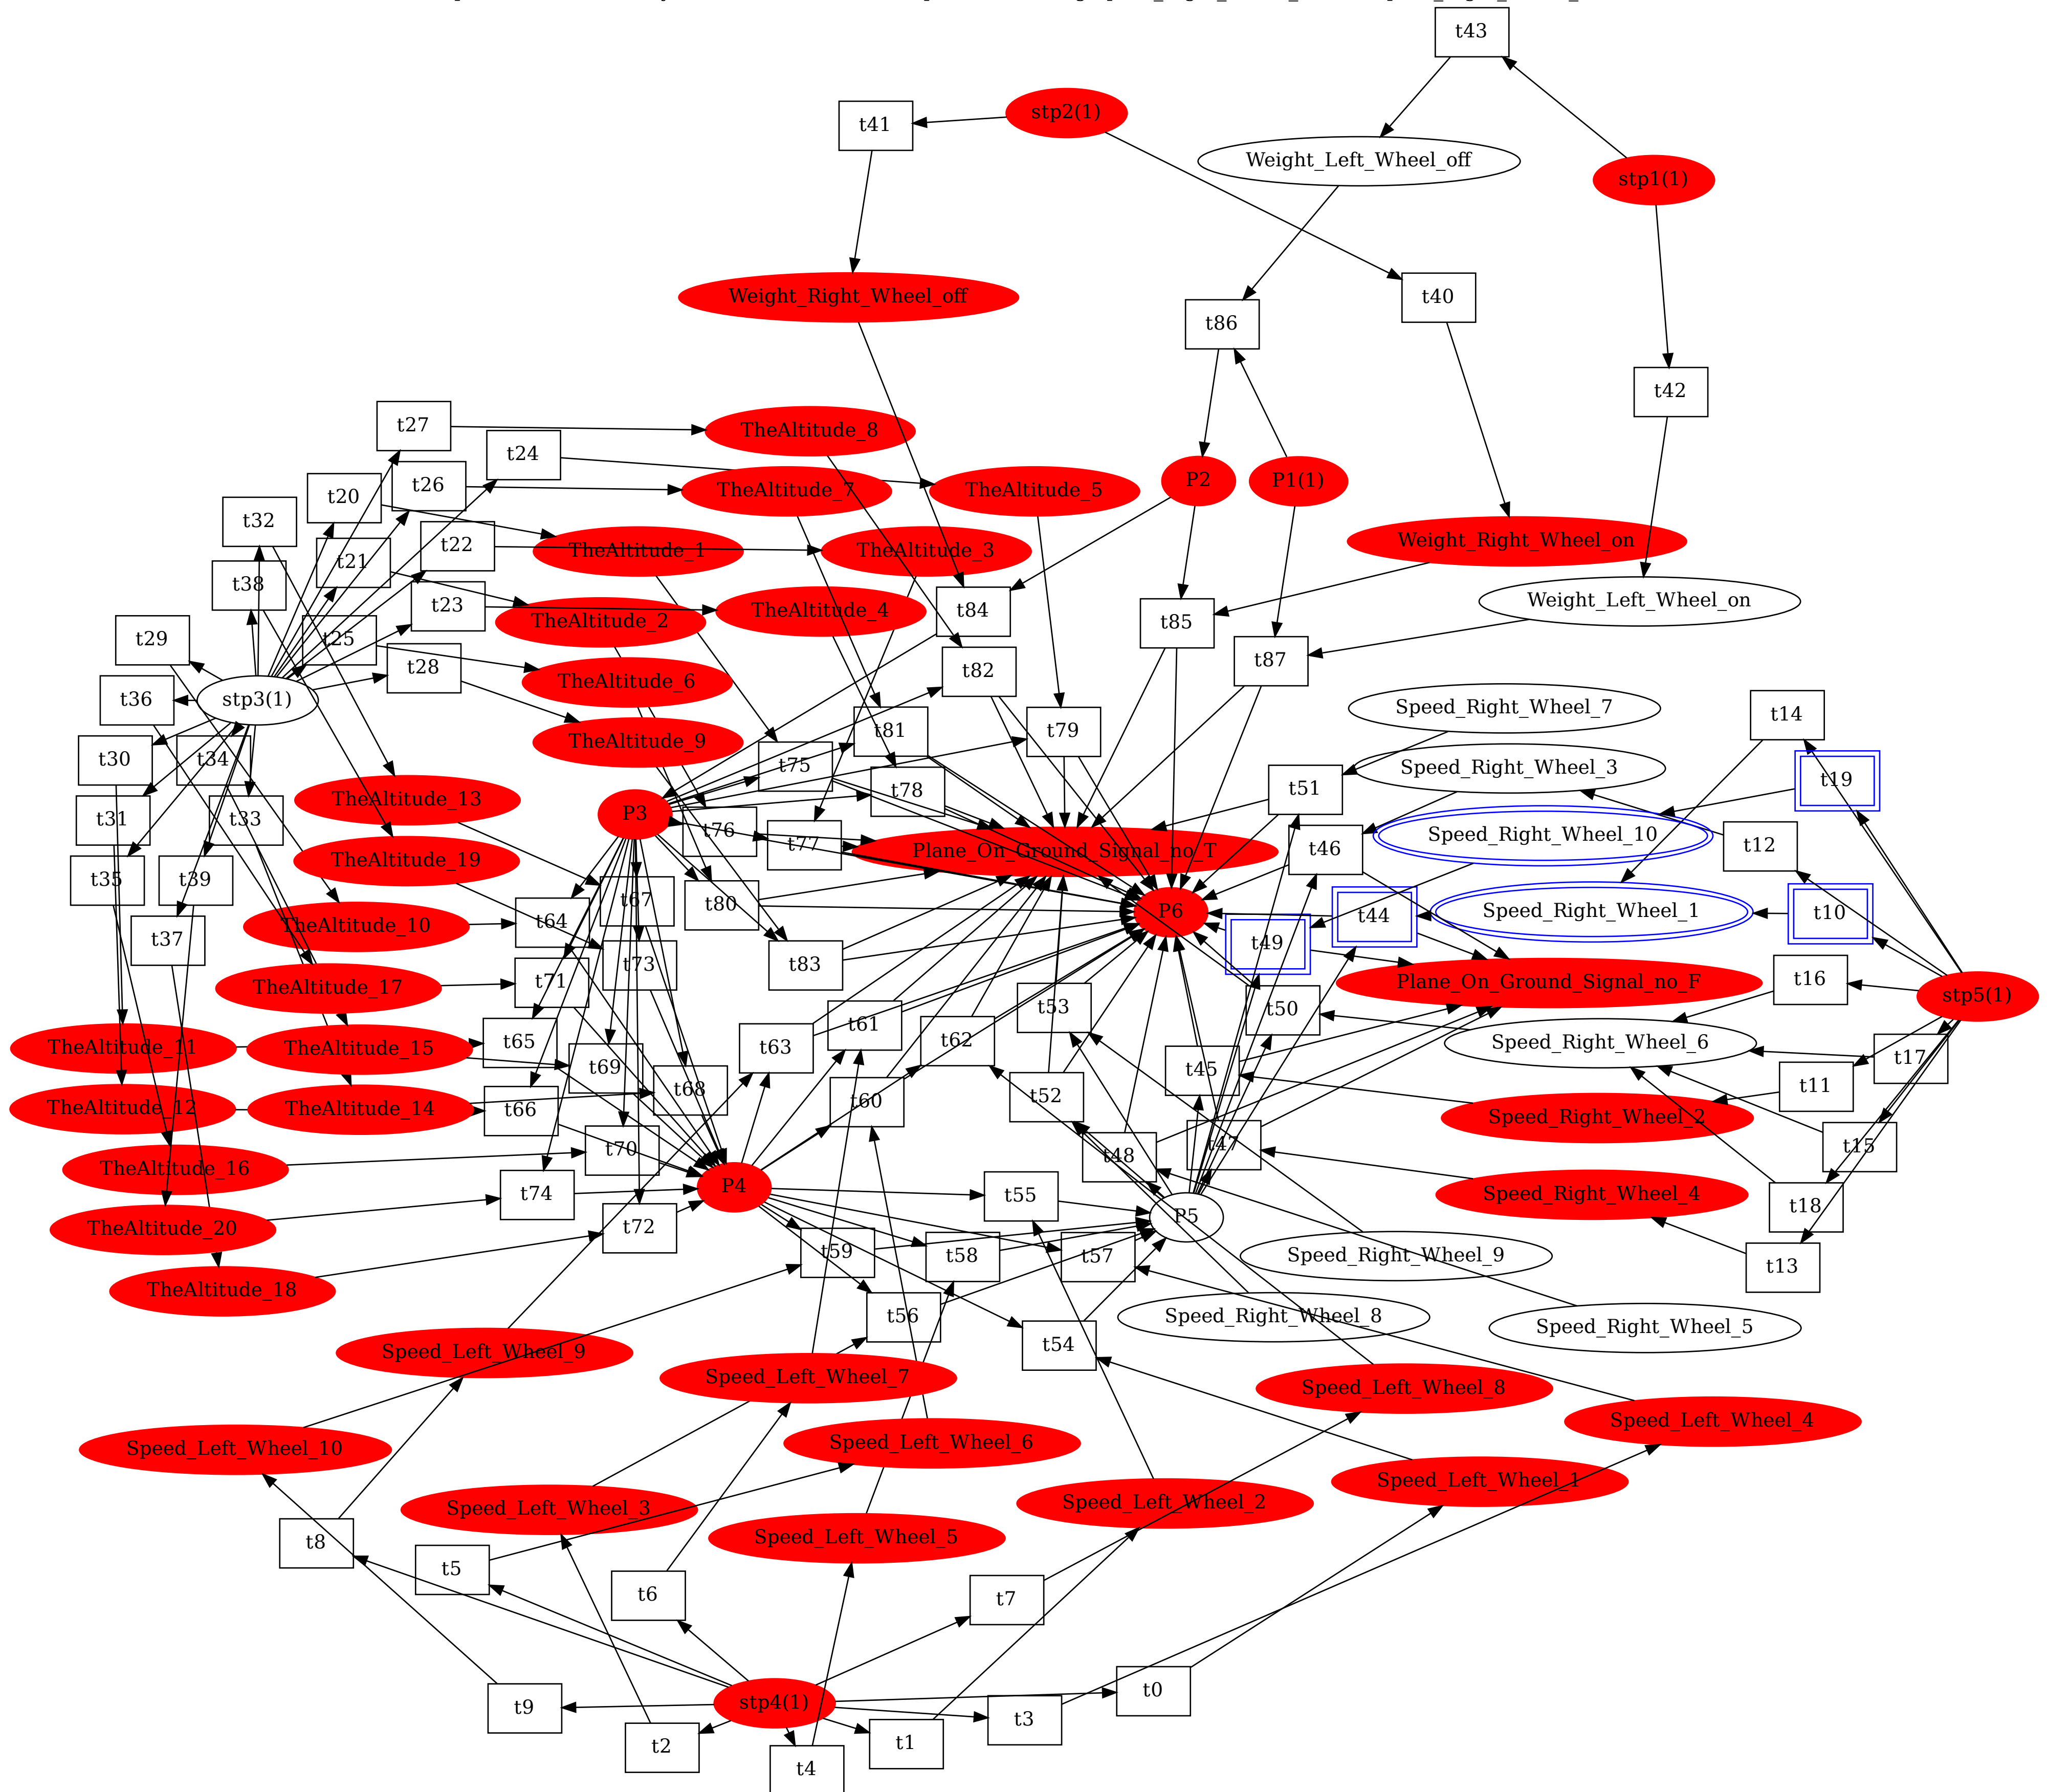 t43
stp2(1)
t41
Weight_Left_Wheel_off
stp1(1)
Weight_Right_Wheel_off
t40
t86
t42
t27
TheAltitude_8
t24
t20
t26
TheAltitude_7
TheAltitude_5
P2
P1(1)
t32
t22
TheAltitude_1
TheAltitude_3
Weight_Right_Wheel_on
t21
t38
t23
TheAltitude_2
TheAltitude_4
t84
t85
Weight_Left_Wheel_on
t29
t25
t28
t82
t87
TheAltitude_6
t36
stp3(1)
Speed_Right_Wheel_7
t14
t30
t34
TheAltitude_9
t81
t79
t75
Speed_Right_Wheel_3
t19
t78
t51
TheAltitude_13
P3
t31
t33
t76
t77
Plane_On_Ground_Signal_no_T
t46
Speed_Right_Wheel_10
t12
TheAltitude_19
t35
t39
t67
t80
P6
t44
Speed_Right_Wheel_1
t10
TheAltitude_10
t64
t37
t73
t83
t49
TheAltitude_17
t71
Plane_On_Ground_Signal_no_F
t16
stp5(1)
t53
t50
t61
t62
t63
TheAltitude_11
TheAltitude_15
t65
Speed_Right_Wheel_6
t17
t69
t45
t11
t68
t52
t60
TheAltitude_12
TheAltitude_14
t66
Speed_Right_Wheel_2
t48
t47
t15
t70
TheAltitude_16
P4
t74
t55
Speed_Right_Wheel_4
t18
P5
TheAltitude_20
t72
t59
t58
t57
Speed_Right_Wheel_9
t13
TheAltitude_18
t56
Speed_Right_Wheel_8
Speed_Right_Wheel_5
t54
Speed_Left_Wheel_9
Speed_Left_Wheel_7
Speed_Left_Wheel_8
Speed_Left_Wheel_4
Speed_Left_Wheel_10
Speed_Left_Wheel_6
Speed_Left_Wheel_1
Speed_Left_Wheel_3
Speed_Left_Wheel_2
t8
Speed_Left_Wheel_5
t5
t6
t7
t0
stp4(1)
t9
t3
t2
t1
t4